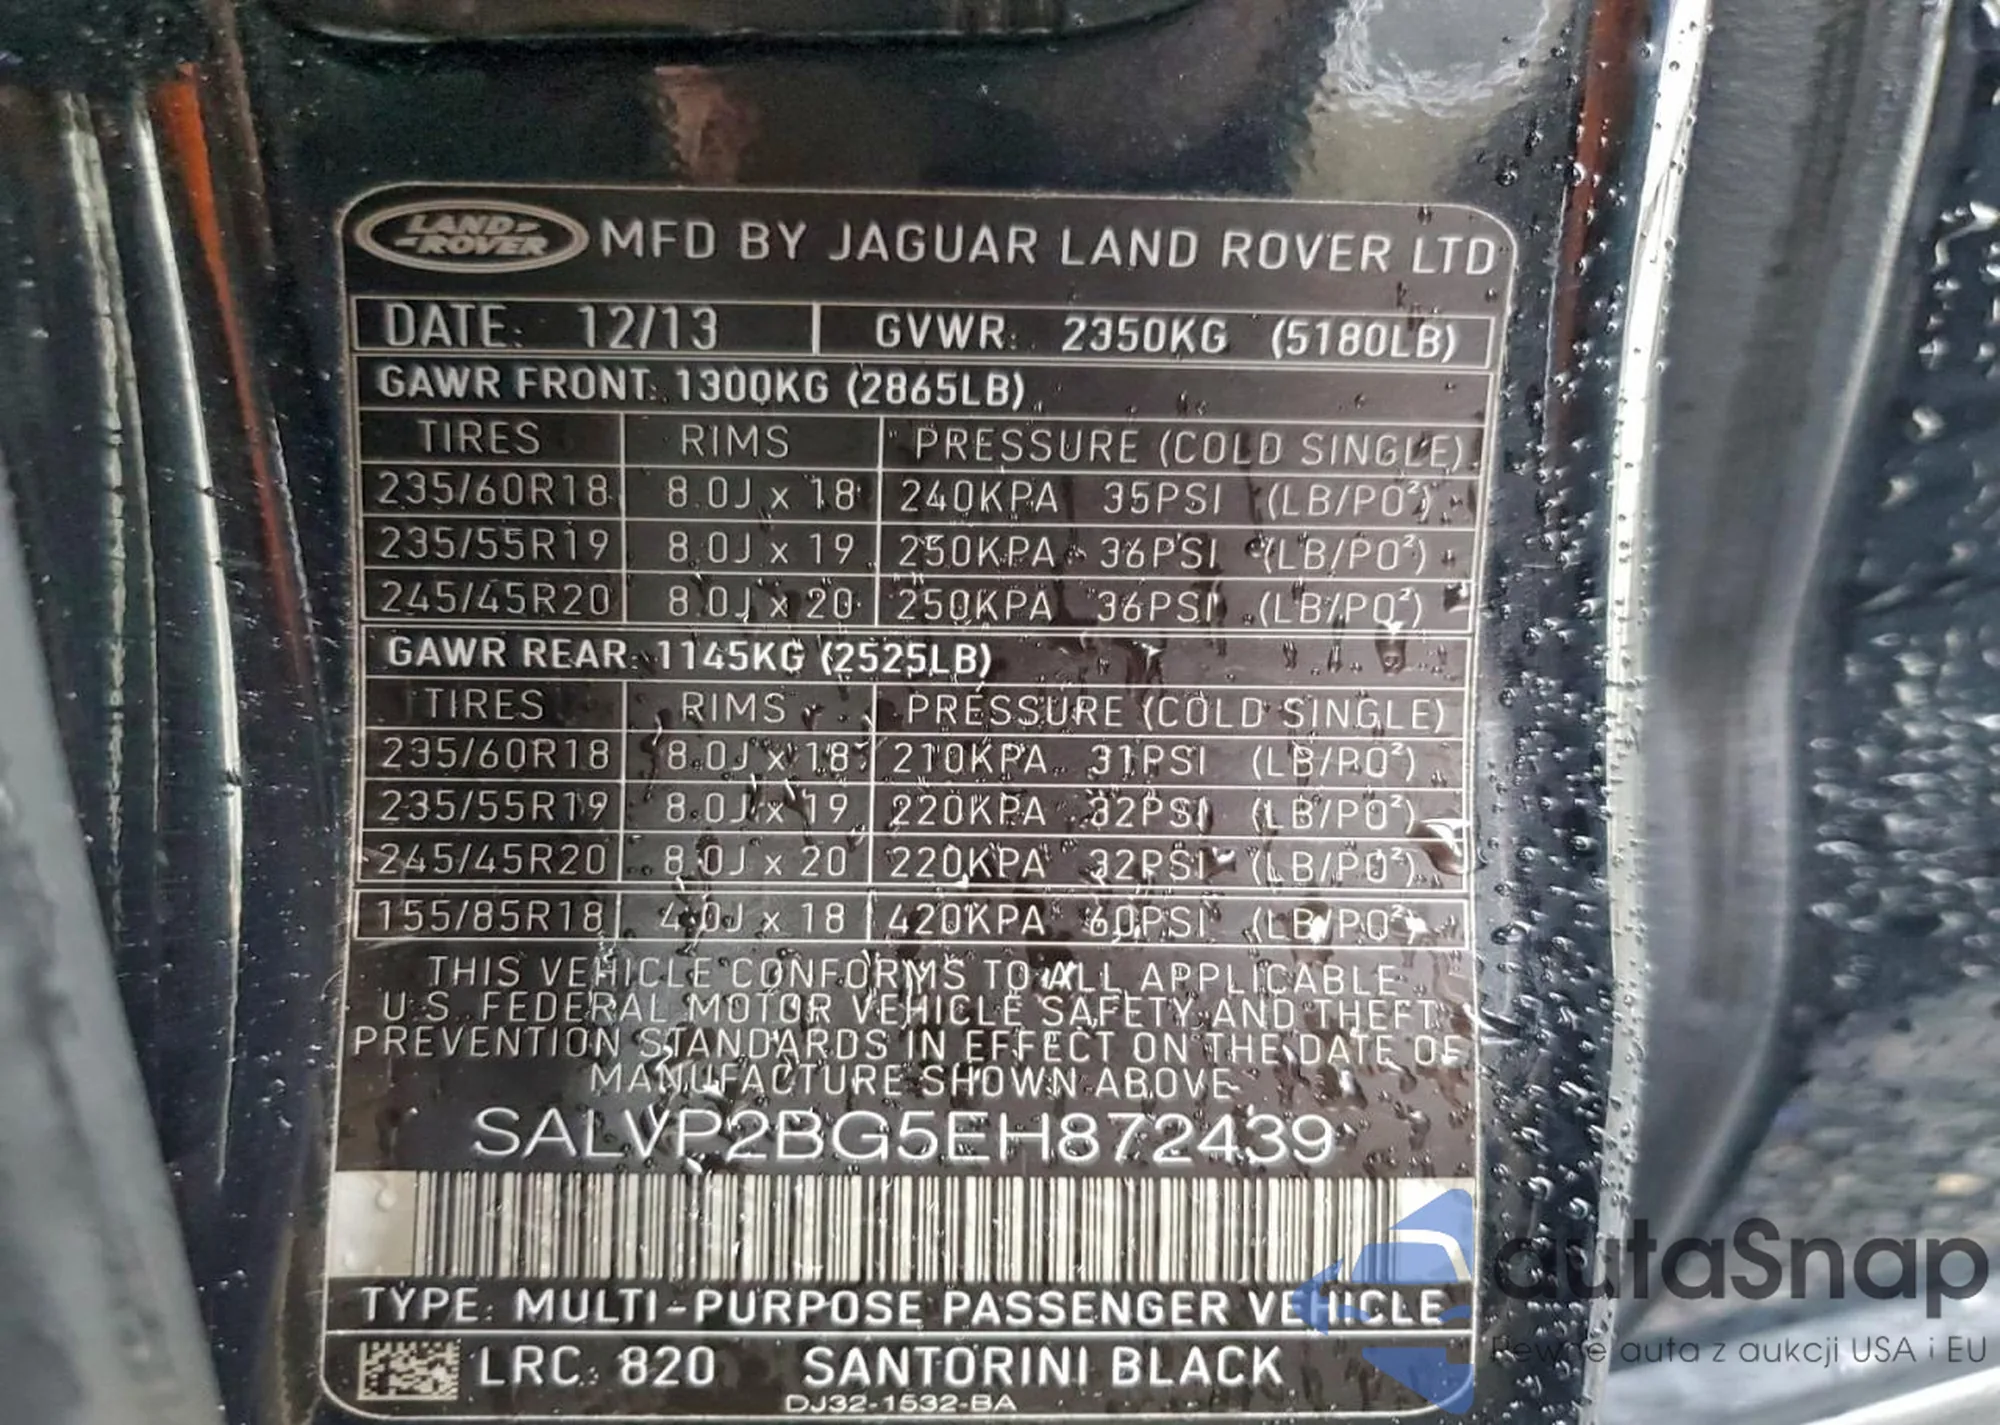 LAND-
-ROVER
MFD BY JAGUAR LAND ROVER LTD
DATE: 12/13 GVWR: 2350KG (5180LB)
GAWR FRONT: 1300KG (2865LB)
TIRES RIMS PRESSURE (COLD SINGLE)
235/60R18 8.0J x 18 240KPA 35PSI (LB/PO²)
235/55R19 8.0J x 19 250KPA 36PSI (LB/PO²)
245/45R20 8.0J x 20 250KPA 36PSI (LB/PO²)
GAWR REAR: 1145KG (2525LB)
TIRES RIMS PRESSURE (COLD SINGLE)
235/60R18 8.0J x 18 210KPA 31PSI (LB/PO²)
235/55R19 8.0J x 19 220KPA 32PSI (LB/PO²)
245/45R20 8.0J x 20 220KPA 32PSI (LB/PO²)
155/85R18 4.0J x 18 420KPA 60PSI (LB/PO²)
THIS VEHICLE CONFORMS TO ALL APPLICABLE
U.S. FEDERAL MOTOR VEHICLE SAFETY AND THEFT
PREVENTION STANDARDS IN EFFECT ON THE DATE OF
MANUFACTURE SHOWN ABOVE
SALVP2BG5EH872439
TYPE: MULTI-PURPOSE PASSENGER VEHICLE
LRC: 820 SANTORINI BLACK
DJ32-1532-BA
autaSnap
Pewne auta z aukcji USA i EU